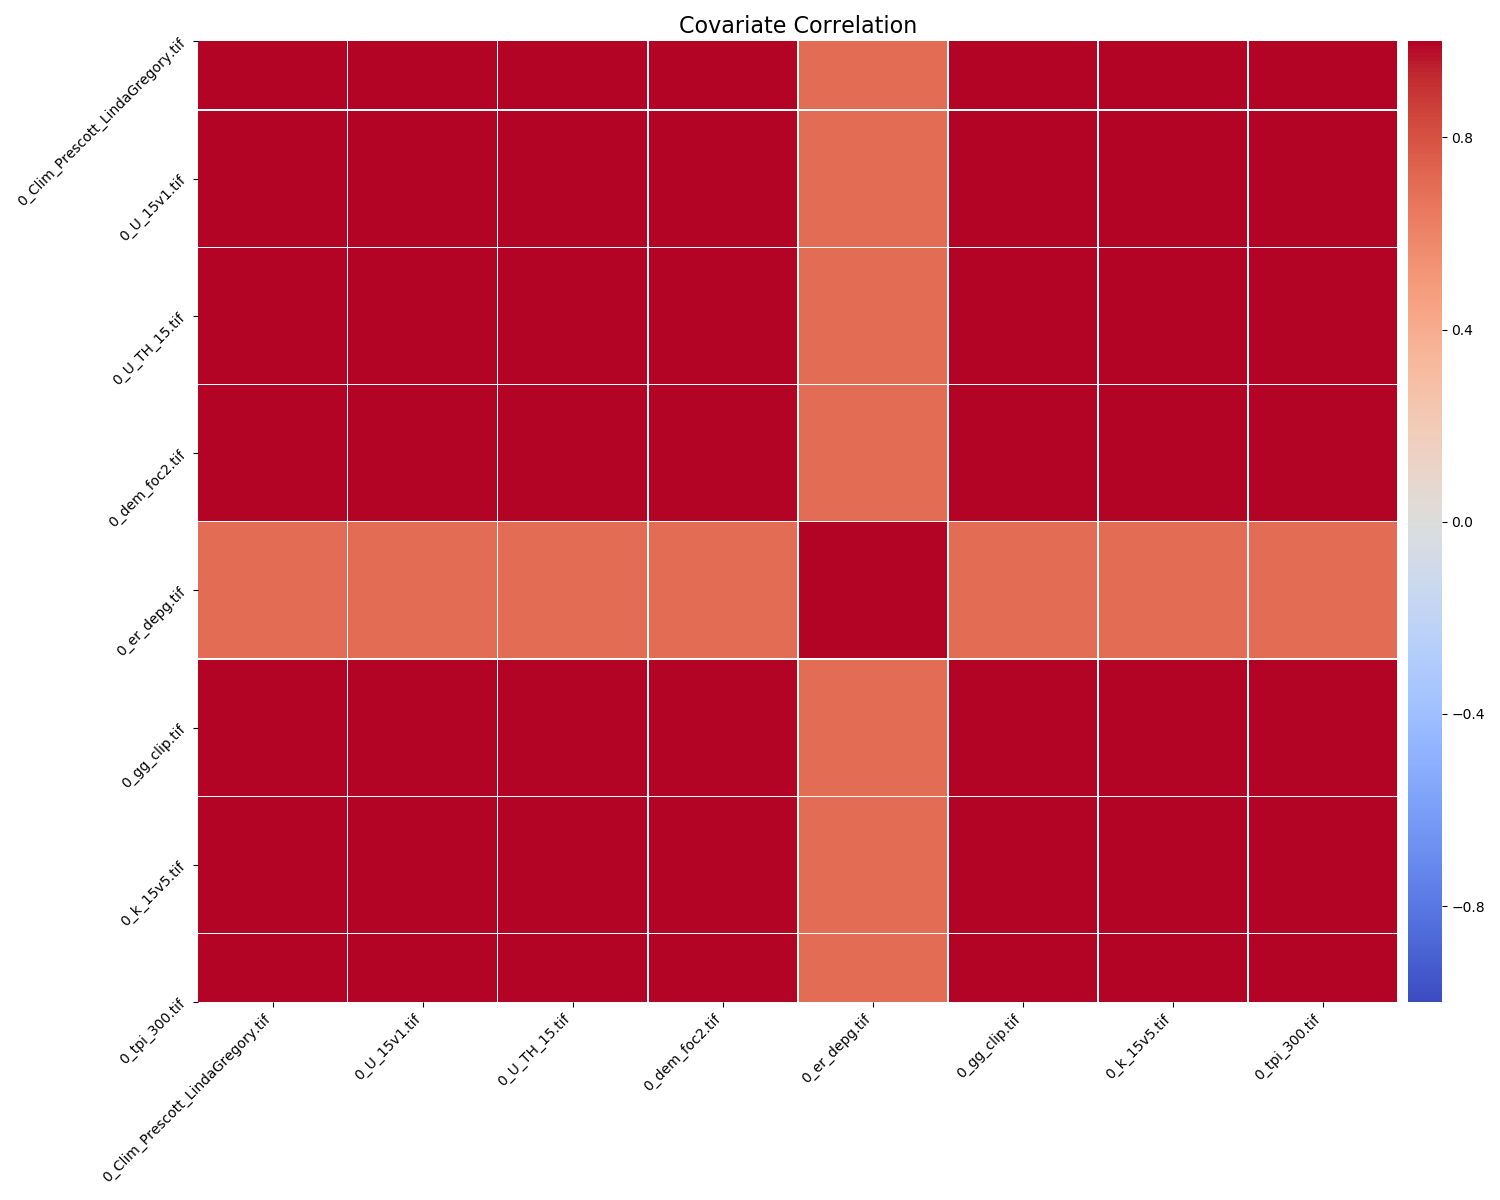 Covariate Correlation
0_Clim_Prescott_LindaGregory.tif
0_U_15v1.tif
0_U_TH_15.tif
0_dem_foc2.tif
0_er_depg.tif
0_gg_clip.tif
0_k_15v5.tif
0_tpi_300.tif
0_Clim_Prescott_LindaGregory.tif
0_U_15v1.tif
0_U_TH_15.tif
0_dem_foc2.tif
0_er_depg.tif
0_gg_clip.tif
0_k_15v5.tif
0_tpi_300.tif
0.8
0.4
0.0
−0.4
−0.8